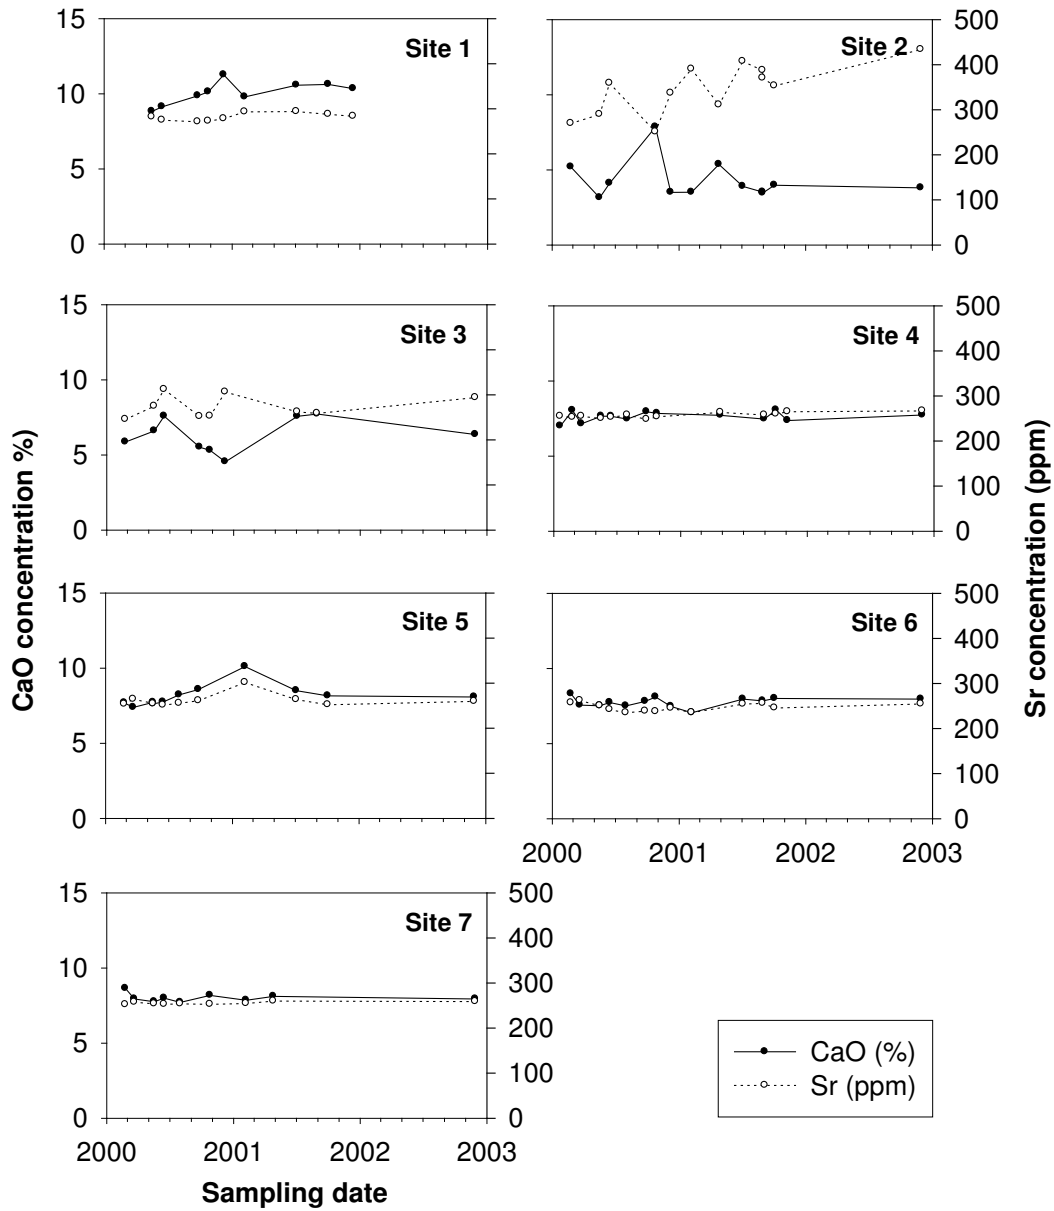 15
10
5
0
Site 1
500
400
300
200
100
0
Site 2
15
10
5
0
Site 3
500
400
300
200
100
0
Site 4
CaO concentration %)
Sr concentration (ppm)
15
10
5
0
Site 5
500
400
300
200
100
0
Site 6
2000 2001 2002 2003
15
10
5
0
Site 7
500
400
300
200
100
0
2000 2001 2002 2003
Sampling date
CaO (%)
Sr (ppm)